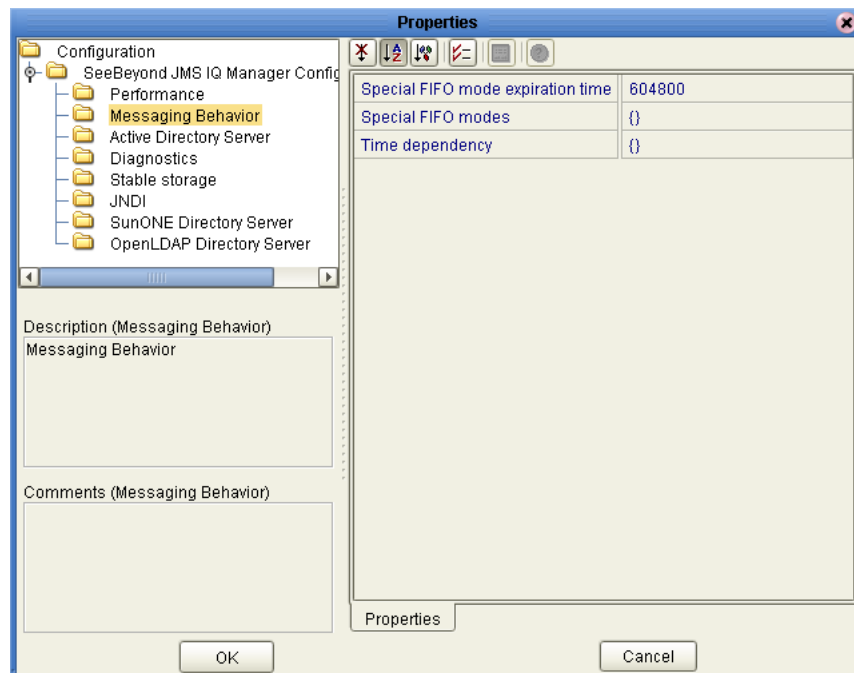 Properties
Configuration
SeeBeyond JMS IQ Manager Config
Performance
Messaging Behavior
Active Directory Server
Diagnostics
Stable storage
JNDI
SunONE Directory Server
OpenLDAP Directory Server
Description (Messaging Behavior)
Messaging Behavior
Comments (Messaging Behavior)
Special FIFO mode expiration time 604800
Special FIFO modes {}
Time dependency {}
Properties
OK
Cancel